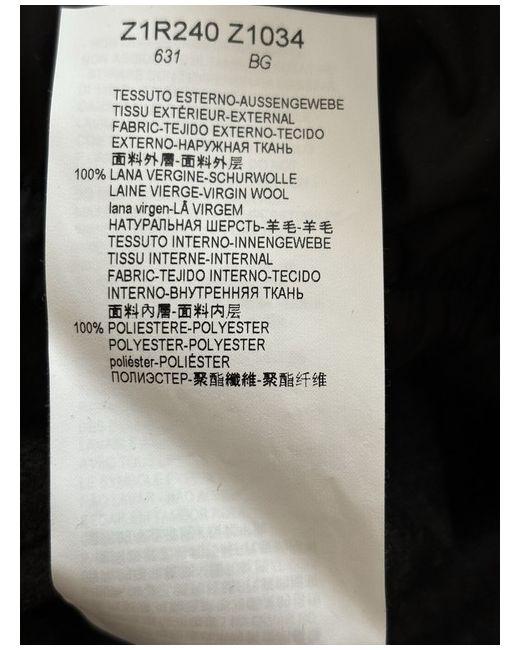 Z1R240 Z1034
631 BG
TESSUTO ESTERNO-AUSSENGEWEBE
TISSU EXTÉRIEUR-EXTERNAL
FABRIC-TEJIDO EXTERNO-TECIDO
EXTERNO-НАРУЖНАЯ ТКАНЬ
面料外層-面料外层
100% LANA VERGINE-SCHURWOLLE
LAINE VIERGE-VIRGIN WOOL
lana virgen-LÃ VIRGEM
НАТУРАЛЬНАЯ ШЕРСТЬ-羊毛-羊毛
TESSUTO INTERNO-INNENGEWEBE
TISSU INTERNE-INTERNAL
FABRIC-TEJIDO INTERNO-TECIDO
INTERNO-ВНУТРЕННЯЯ ТКАНЬ
面料內層-面料内层
100% POLIESTERE-POLYESTER
POLYESTER-POLYESTER
poliéster-POLIÉSTER
ПОЛИЭСТЕР-聚酯纖維-聚酯纤维